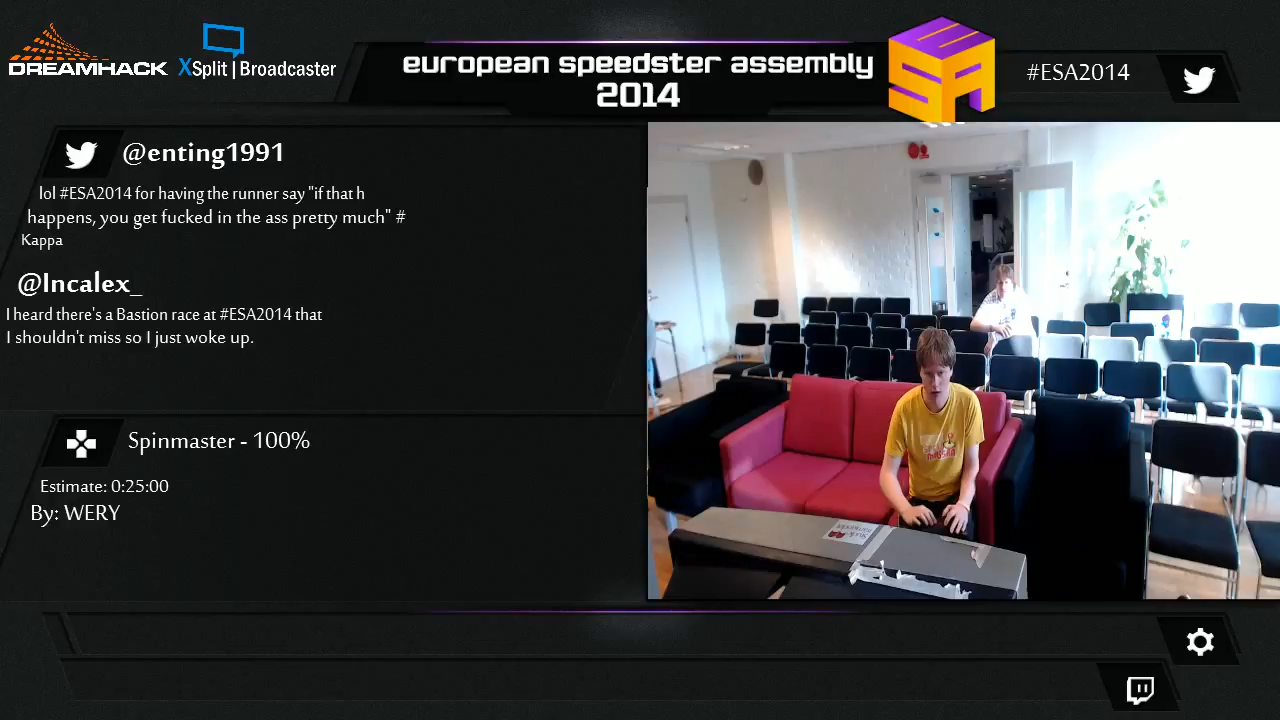 DREAMHACK
XSplit | Broadcaster
european speedster assembly
2014
ESA
#ESA2014
@enting1991
lol #ESA2014 for having the runner say "if that h
happens, you get fucked in the ass pretty much" #
Kappa
@Incalex_
I heard there's a Bastion race at #ESA2014 that
I shouldn't miss so I just woke up.
Spinmaster - 100%
Estimate: 0:25:00
By: WERY